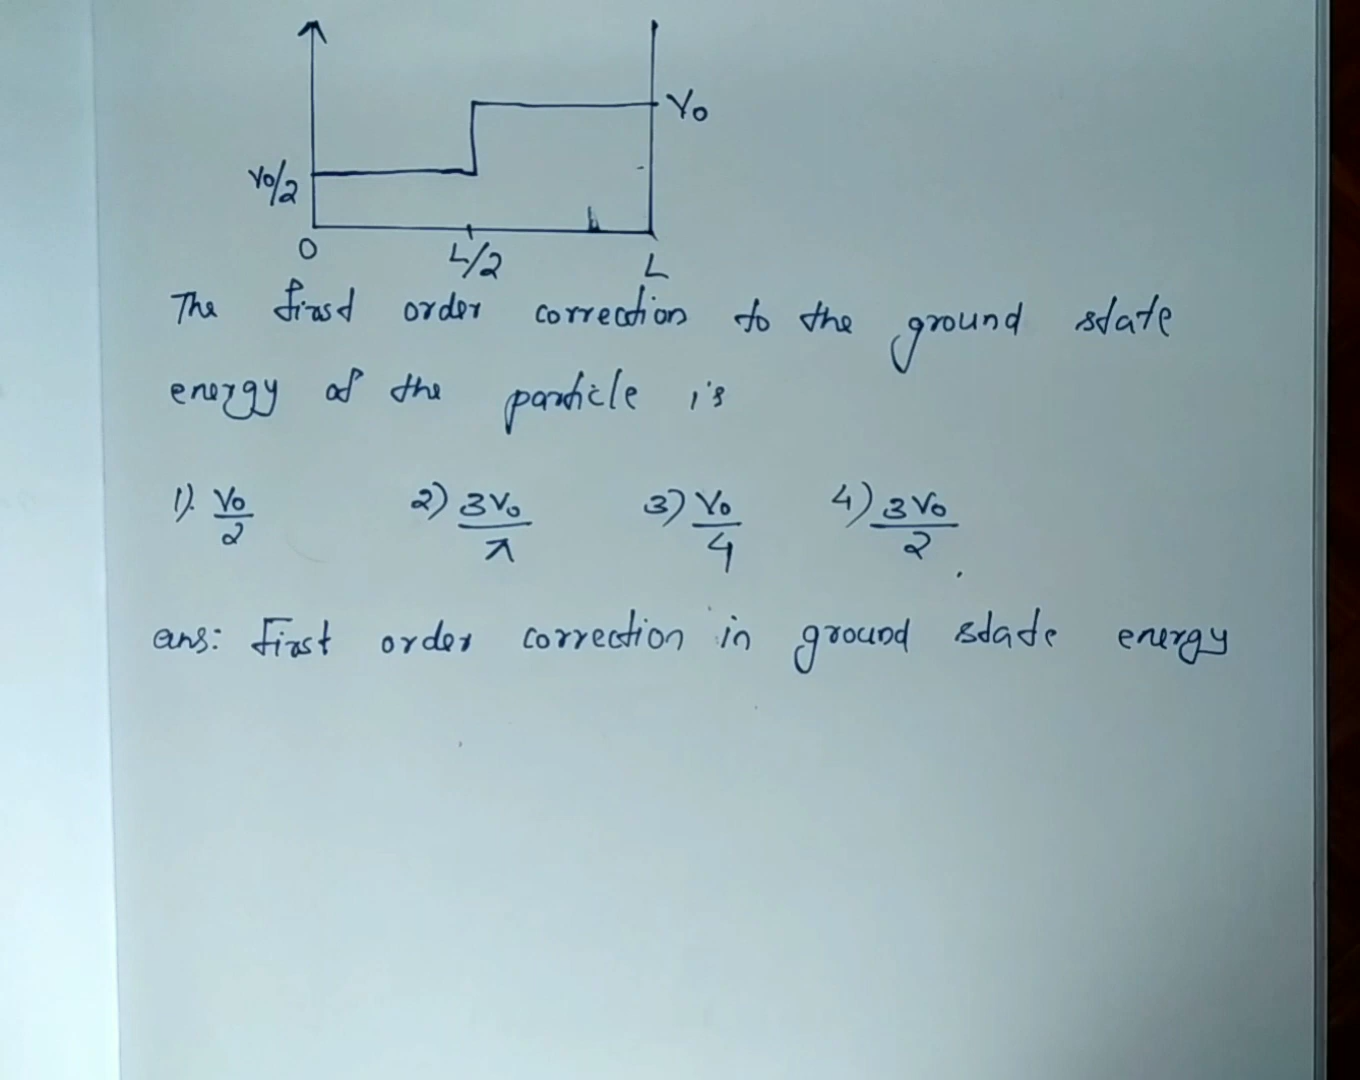 V0
V0/2
0 L/2 L
The first order correction to the ground state
energy of the particle is
1). V0/2 2) 3V0/π 3) V0/4 4) 3V0/2.
ans: First order correction in ground state energy